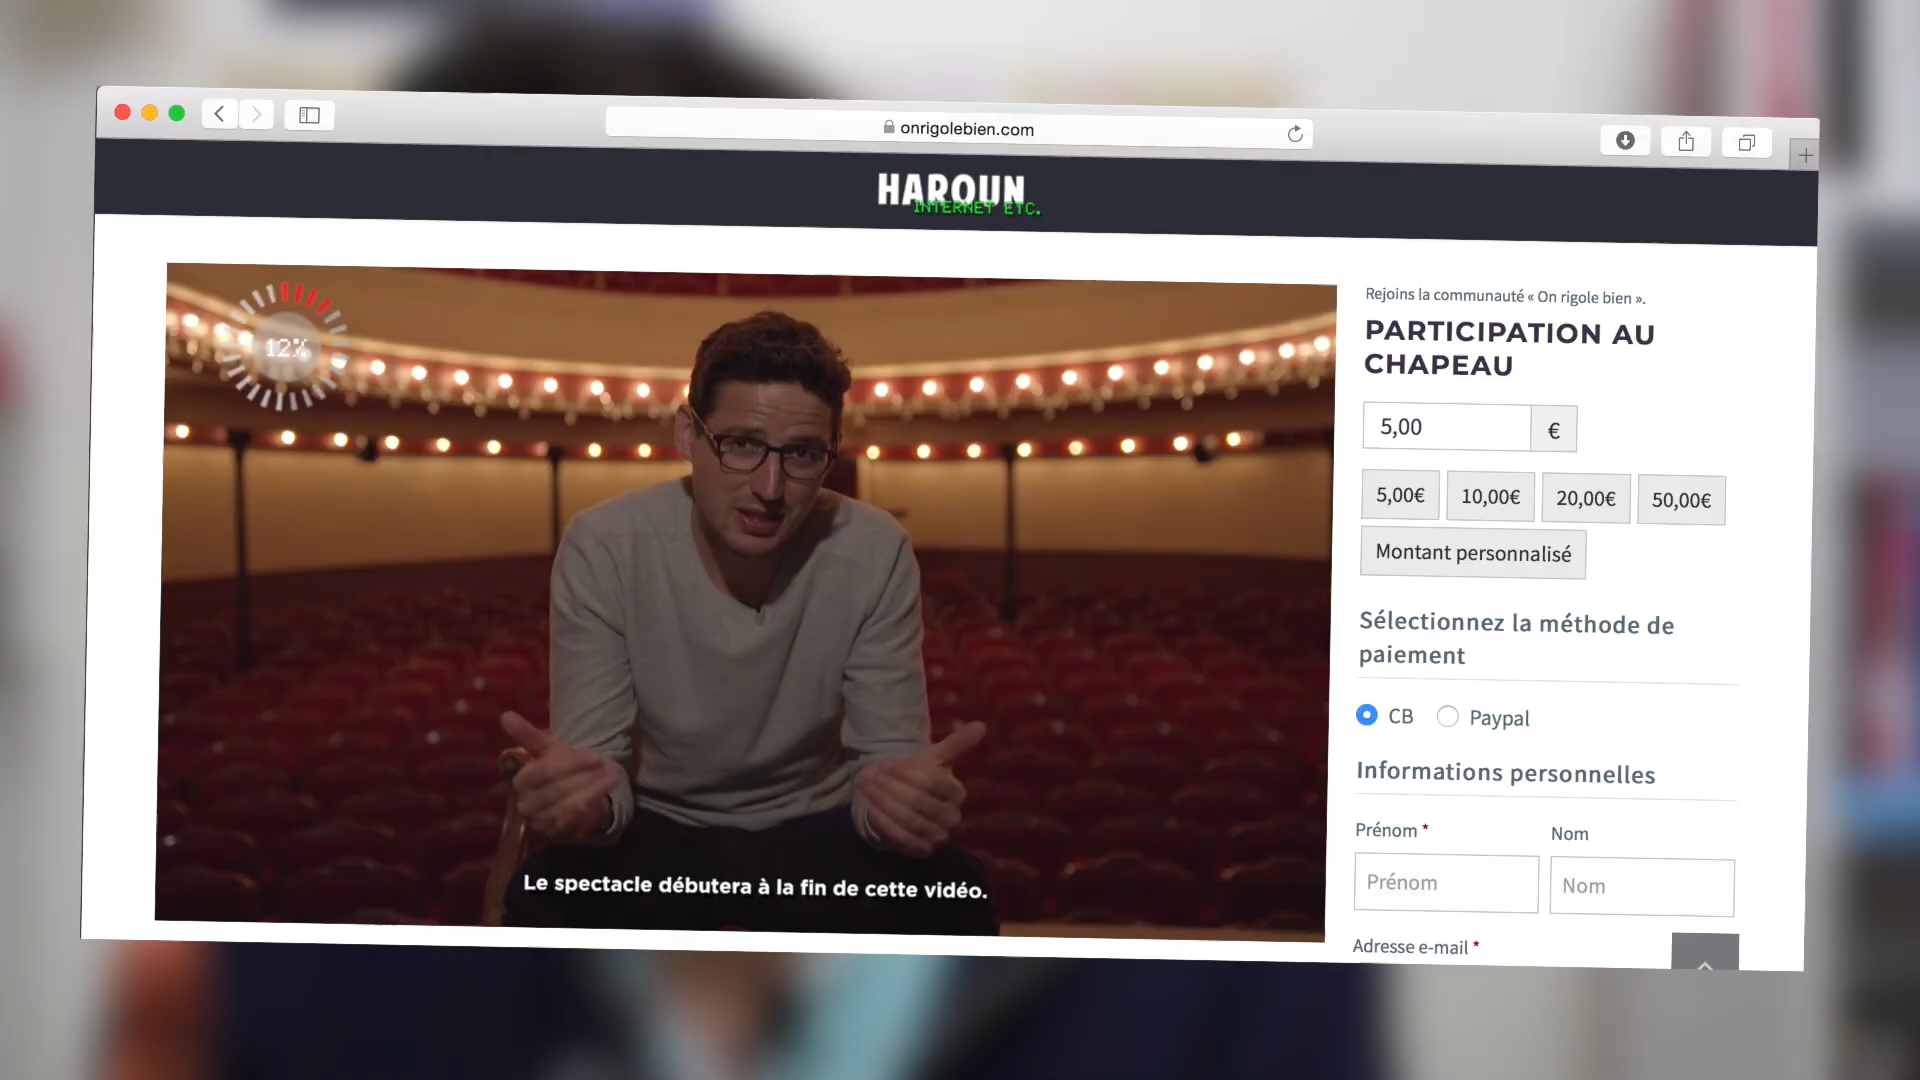 onrigolebien.com
HAROUN
INTERNET ETC.
12%
Le spectacle débutera à la fin de cette vidéo.
Rejoins la communauté « On rigole bien ».
PARTICIPATION AU
CHAPEAU
5,00 €
5,00€ 10,00€ 20,00€ 50,00€
Montant personnalisé
Sélectionnez la méthode de
paiement
CB Paypal
Informations personnelles
Prénom * Nom
Prénom Nom
Adresse e-mail *